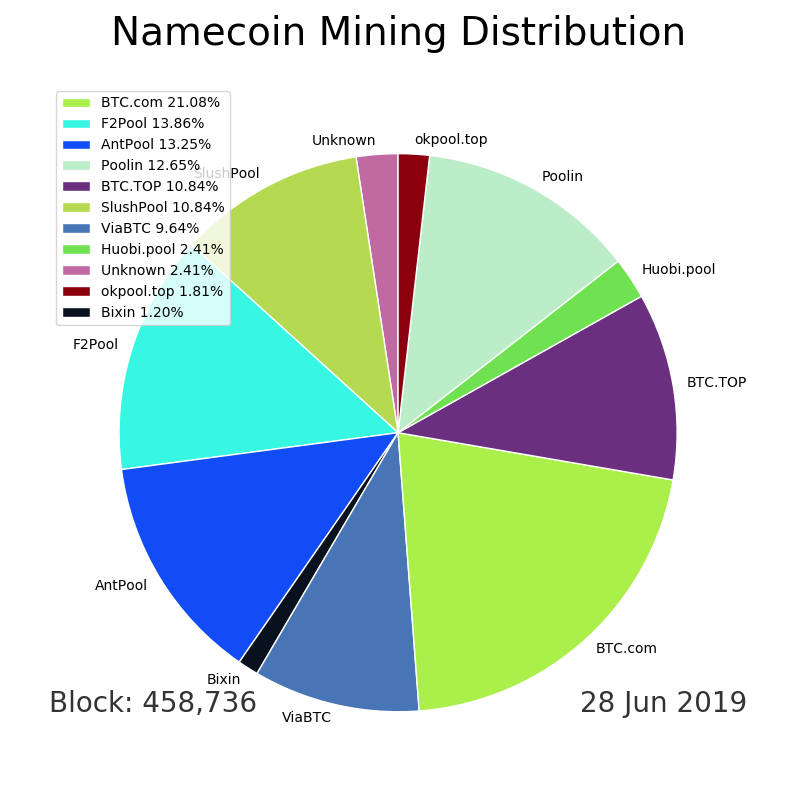 Namecoin Mining Distribution
BTC.com 21.08%
F2Pool 13.86%
AntPool 13.25%
Poolin 12.65%
BTC.TOP 10.84%
SlushPool 10.84%
ViaBTC 9.64%
Huobi.pool 2.41%
Unknown 2.41%
okpool.top 1.81%
Bixin 1.20%
Unknown
okpool.top
SlushPool
Poolin
Huobi.pool
F2Pool
BTC.TOP
AntPool
BTC.com
Bixin
ViaBTC
Block: 458,736
28 Jun 2019